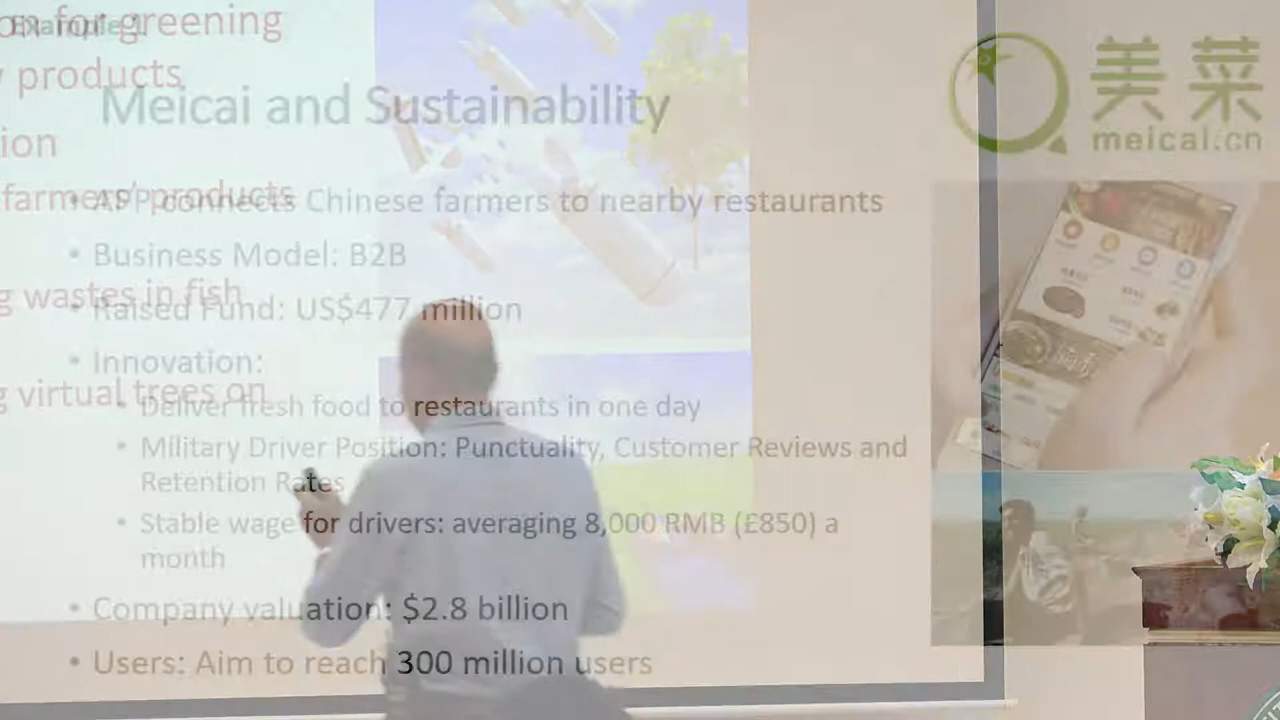 Example 1
on for greening
y products
ion
farmers' products
g wastes in fish
g virtual trees on
Meicai and Sustainability
美菜
meicai.cn
• APP connects Chinese farmers to nearby restaurants
• Business Model: B2B
• Raised Fund: US$477 million
• Innovation:
• Deliver fresh food to restaurants in one day
• Military Driver Position: Punctuality, Customer Reviews and
Retention Rates
• Stable wage for drivers: averaging 8,000 RMB (£850) a
month
• Company valuation: $2.8 billion
• Users: Aim to reach 300 million users